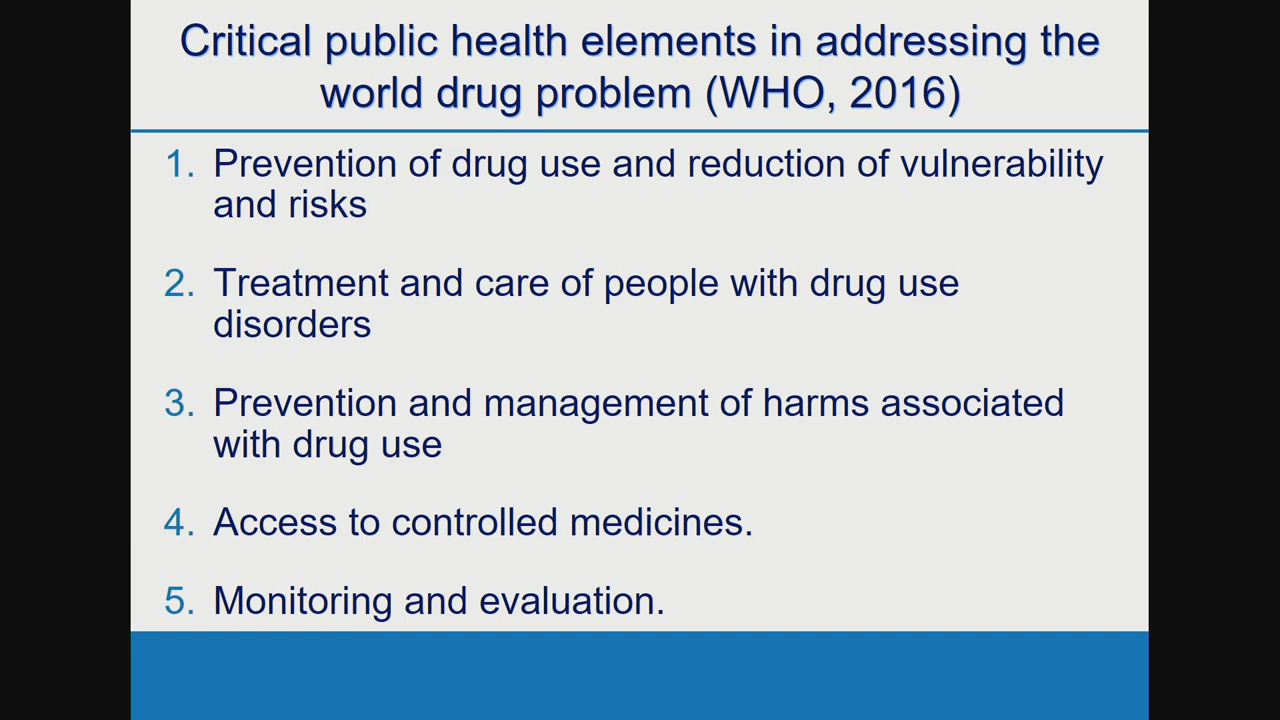 Critical public health elements in addressing the
world drug problem (WHO, 2016)
1. Prevention of drug use and reduction of vulnerability
and risks
2. Treatment and care of people with drug use
disorders
3. Prevention and management of harms associated
with drug use
4. Access to controlled medicines.
5. Monitoring and evaluation.